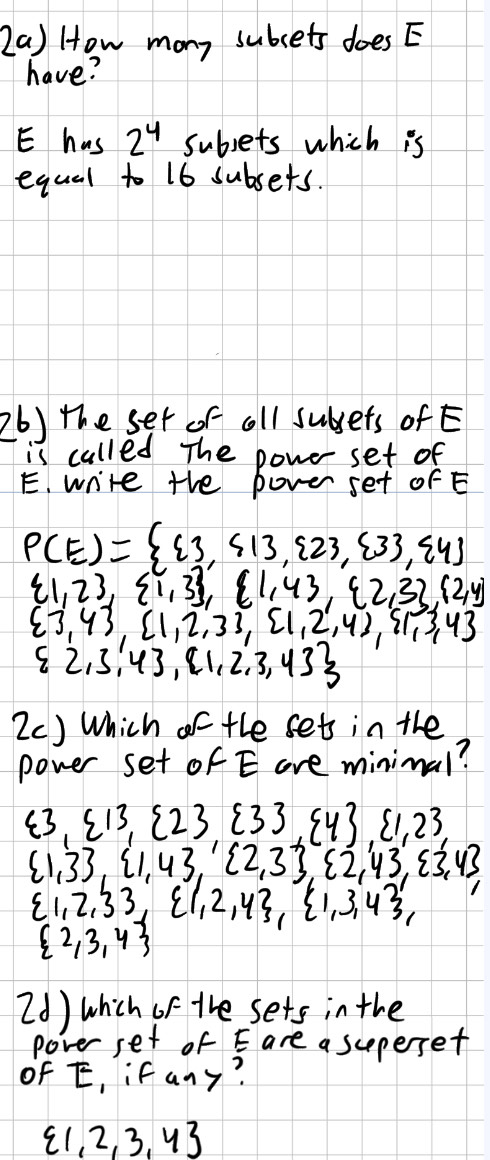 2a) How many subsets does E
have?
E has 2⁴ subsets which is
equal to 16 subsets.
2b) The set of all subsets of E
is called the power set of
E. write the power set of E
P(E) = { {}, {1}, {2}, {3}, {4}
{1,2}, {1,3}, {1,4}, {2,3}, {2,4}
{3,4}, {1,2,3}, {1,2,4}, {1,3,4}
{2,3,4}, {1,2,3,4}}
2c) Which of the sets in the
power set of E are minimal?
{}, {1}, {2} {3}, {4}, {1,2},
{1,3}, {1,4}, {2,3}, {2,4}, {3,4},
{1,2,3}, {1,2,4}, {1,3,4},
{2,3,4}
2d) Which of the sets in the
power set of E are a superset
of E, if any?
{1,2,3,4}